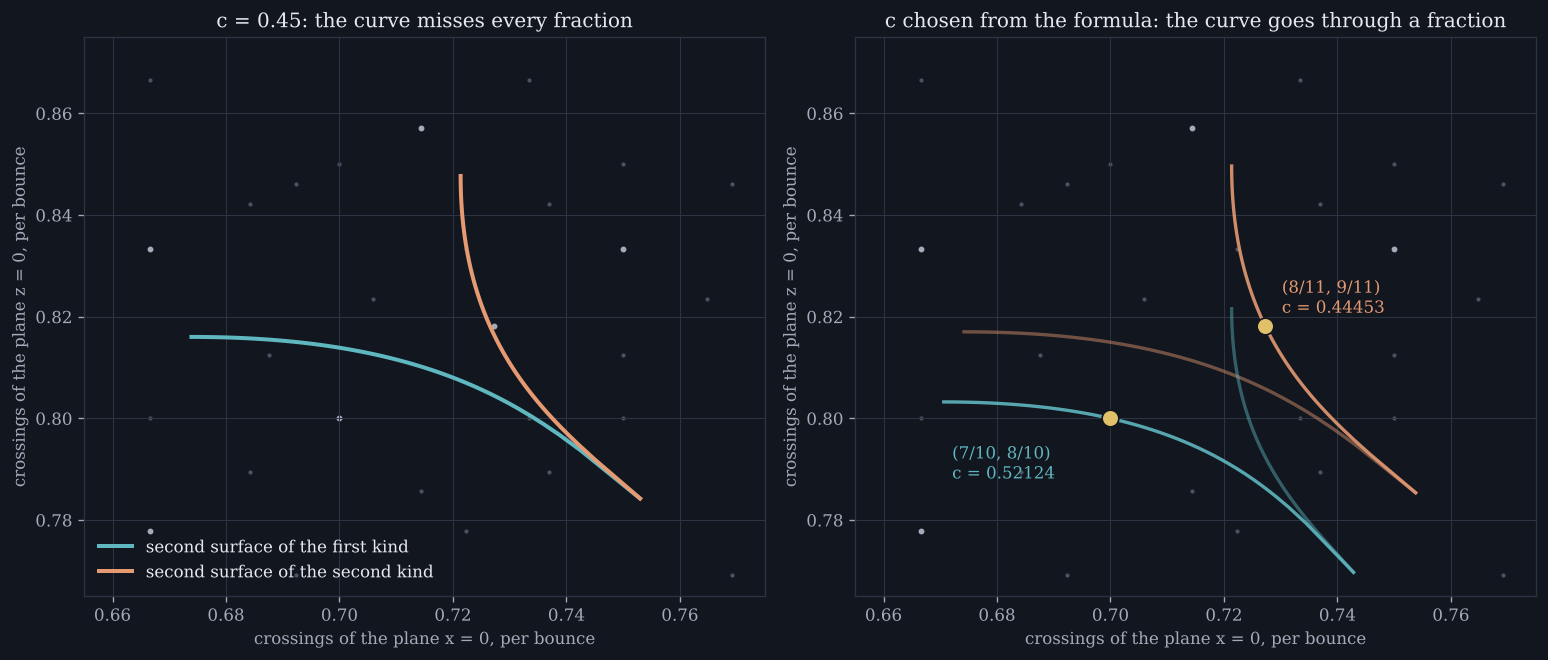 c = 0.45: the curve misses every fraction
crossings of the plane z = 0, per bounce
0.86
0.84
0.82
0.80
0.78
second surface of the first kind
second surface of the second kind
0.66 0.68 0.70 0.72 0.74 0.76
crossings of the plane x = 0, per bounce
c chosen from the formula: the curve goes through a fraction
crossings of the plane z = 0, per bounce
0.86
0.84
0.82
0.80
0.78
(8/11, 9/11)
c = 0.44453
(7/10, 8/10)
c = 0.52124
0.66 0.68 0.70 0.72 0.74 0.76
crossings of the plane x = 0, per bounce